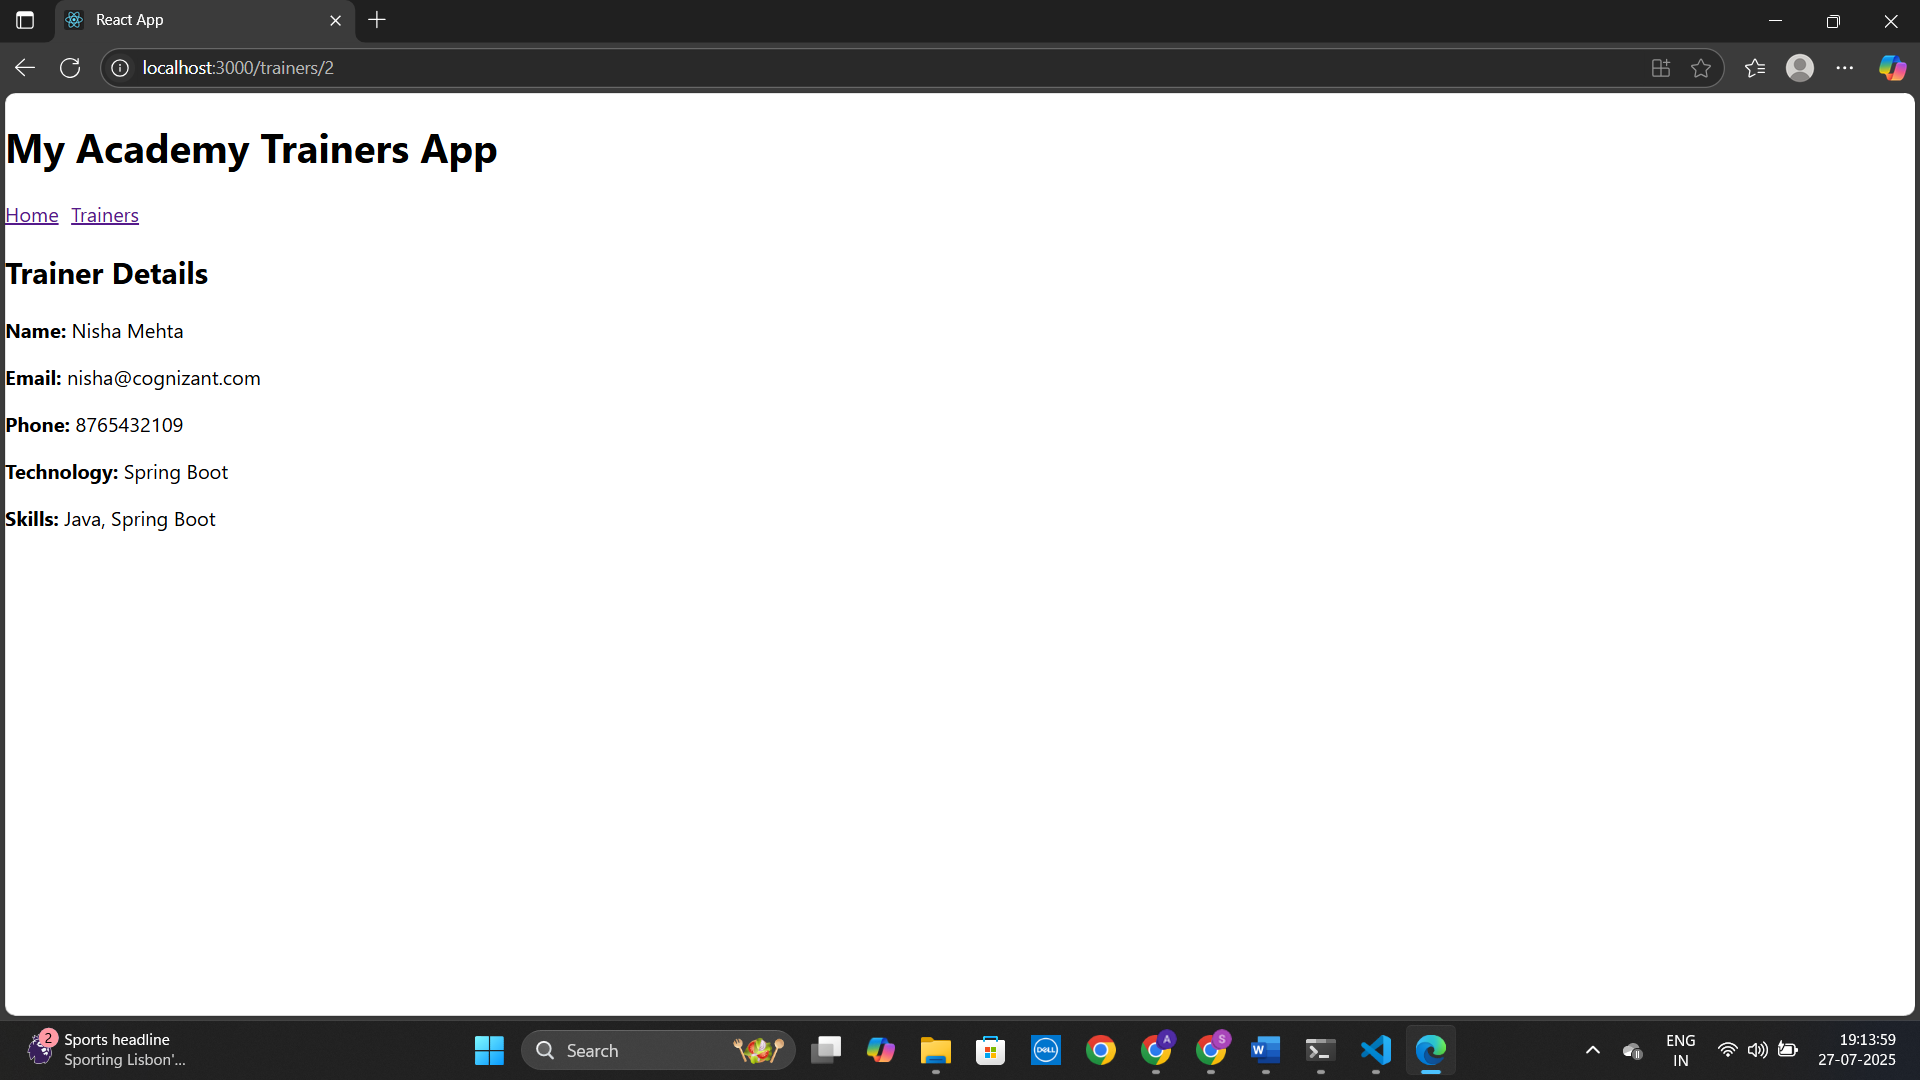 React App
localhost:3000/trainers/2
My Academy Trainers App
Home Trainers
Trainer Details
Name: Nisha Mehta
Email: nisha@cognizant.com
Phone: 8765432109
Technology: Spring Boot
Skills: Java, Spring Boot
2
Sports headline
Sporting Lisbon'...
Search
DELL
A
S
W
ENG
IN
19:13:59
27-07-2025